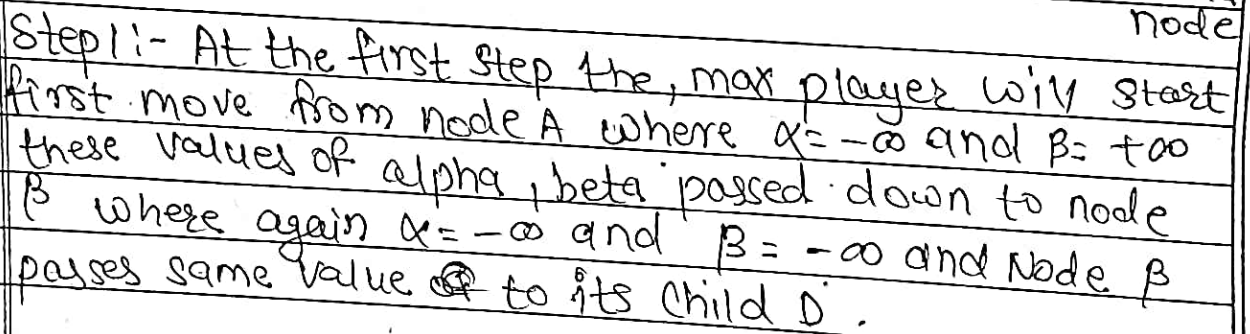 node
Step1:- At the first step the, max player will start
first move from node A where α= -∞ and β= +∞
these values of alpha, beta passed down to node
β where again α= -∞ and β= -∞ and Node β
passes same value to its child D.